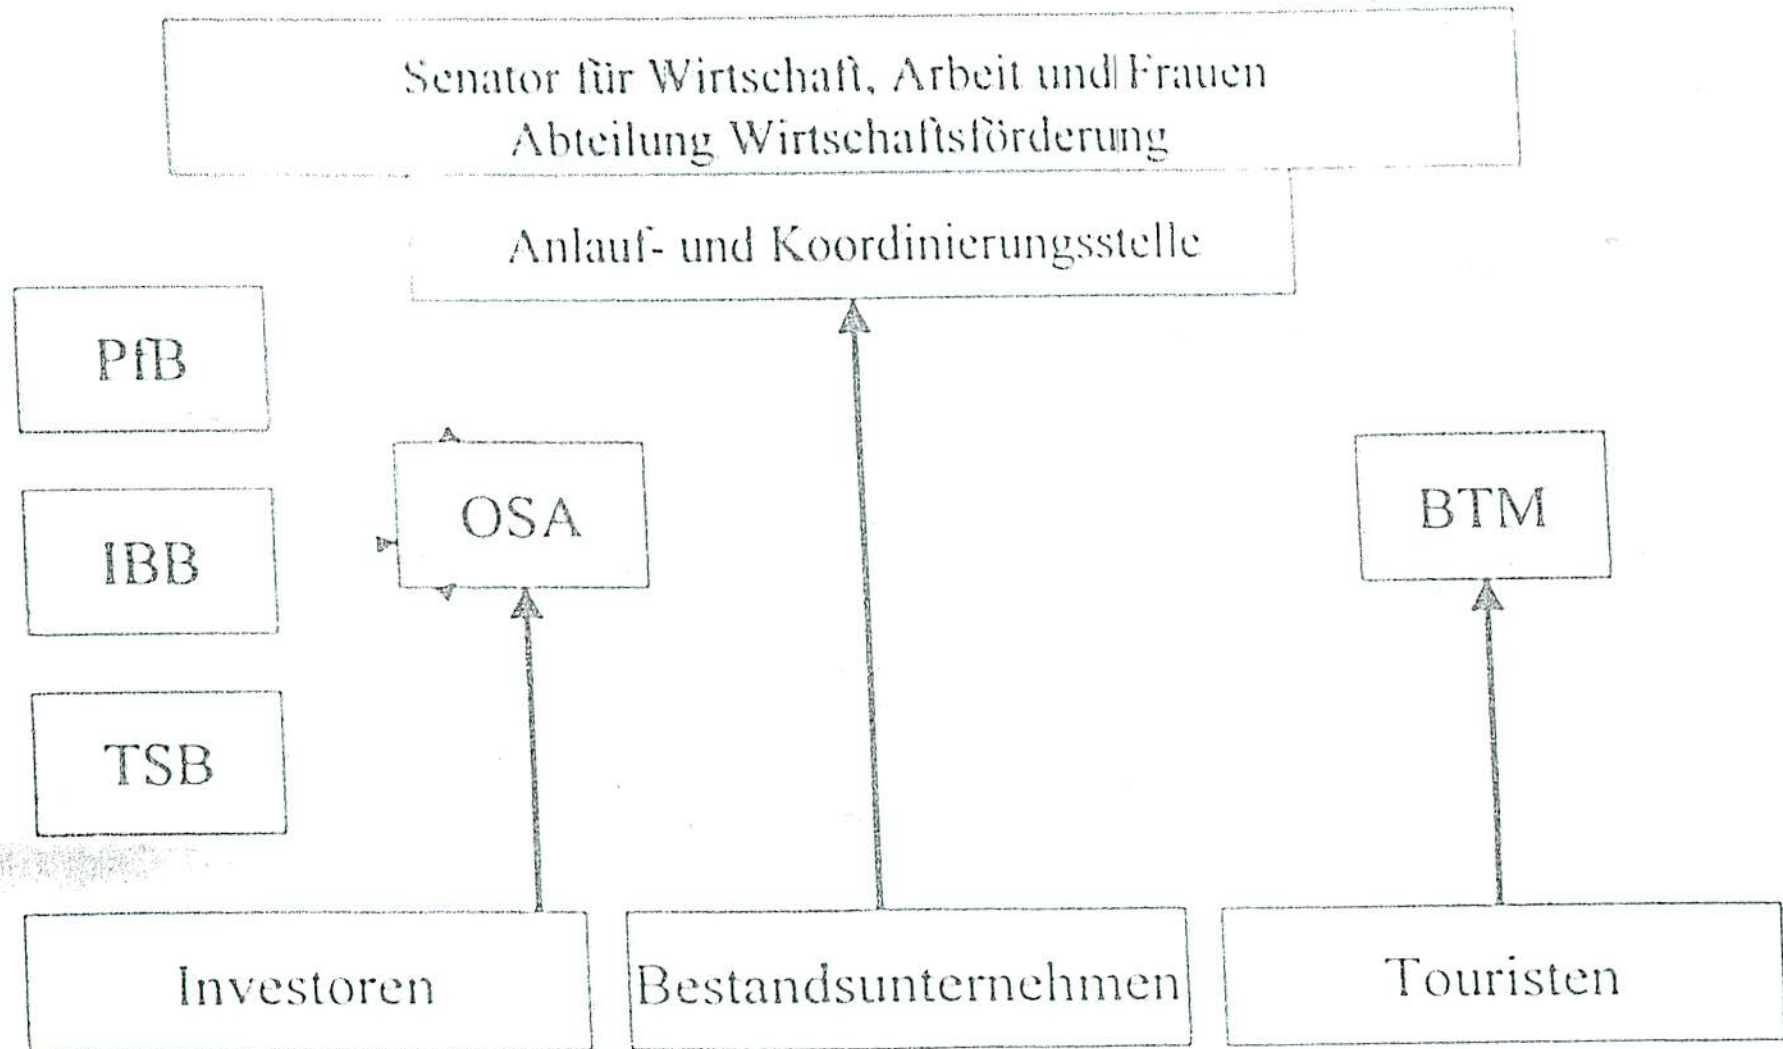 Senator für Wirtschaft, Arbeit und Frauen
Abteilung Wirtschaftsförderung
Anlauf- und Koordinierungsstelle
PfB
OSA
BTM
IBB
TSB
Investoren
Bestandsunternehmen
Touristen